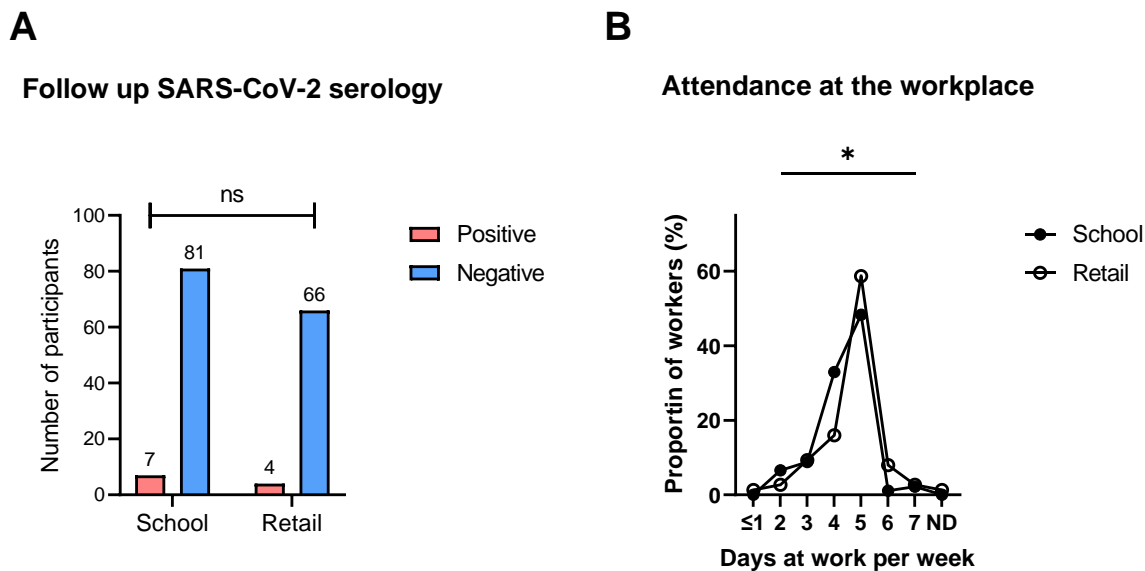 A
Follow up SARS-CoV-2 serology
ns
Number of participants
100
80
60
40
20
0
7
81
4
66
School
Retail
Positive
Negative
B
Attendance at the workplace
*
Proportin of workers (%)
60
40
20
0
≤1 2 3 4 5 6 7 ND
Days at work per week
School
Retail